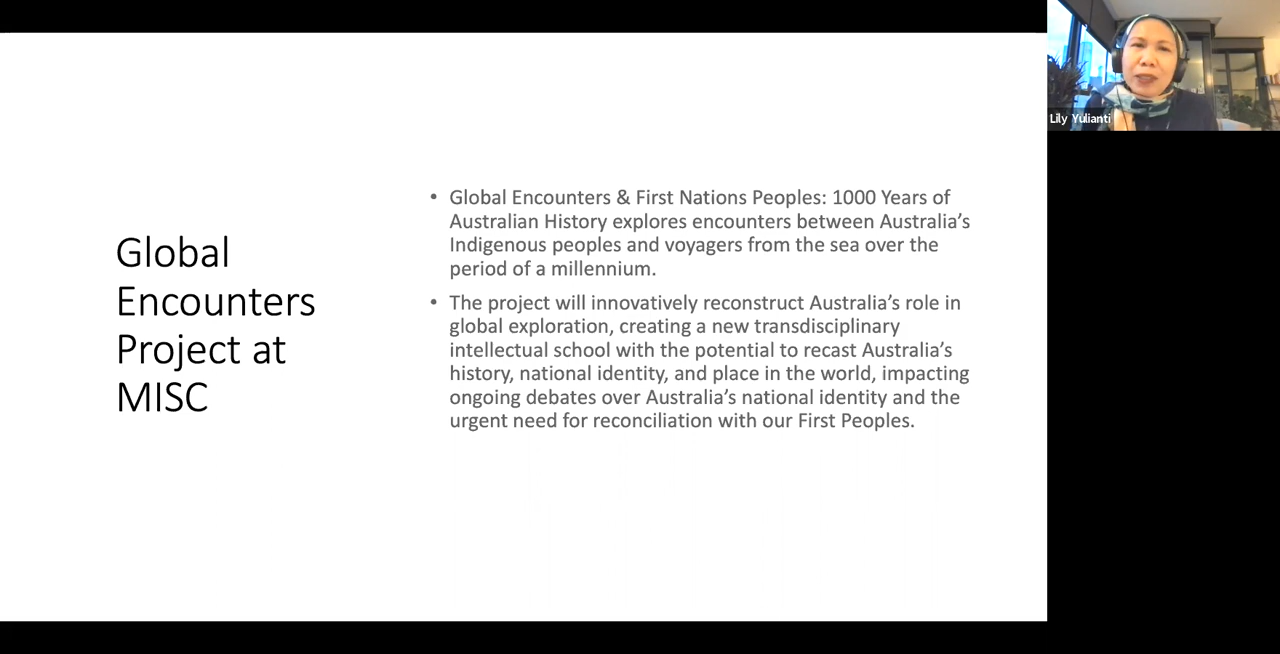 Global
Encounters
Project at
MISC
• Global Encounters & First Nations Peoples: 1000 Years of
Australian History explores encounters between Australia’s
Indigenous peoples and voyagers from the sea over the
period of a millennium.
• The project will innovatively reconstruct Australia’s role in
global exploration, creating a new transdisciplinary
intellectual school with the potential to recast Australia’s
history, national identity, and place in the world, impacting
ongoing debates over Australia’s national identity and the
urgent need for reconciliation with our First Peoples.
Lily Yulianti